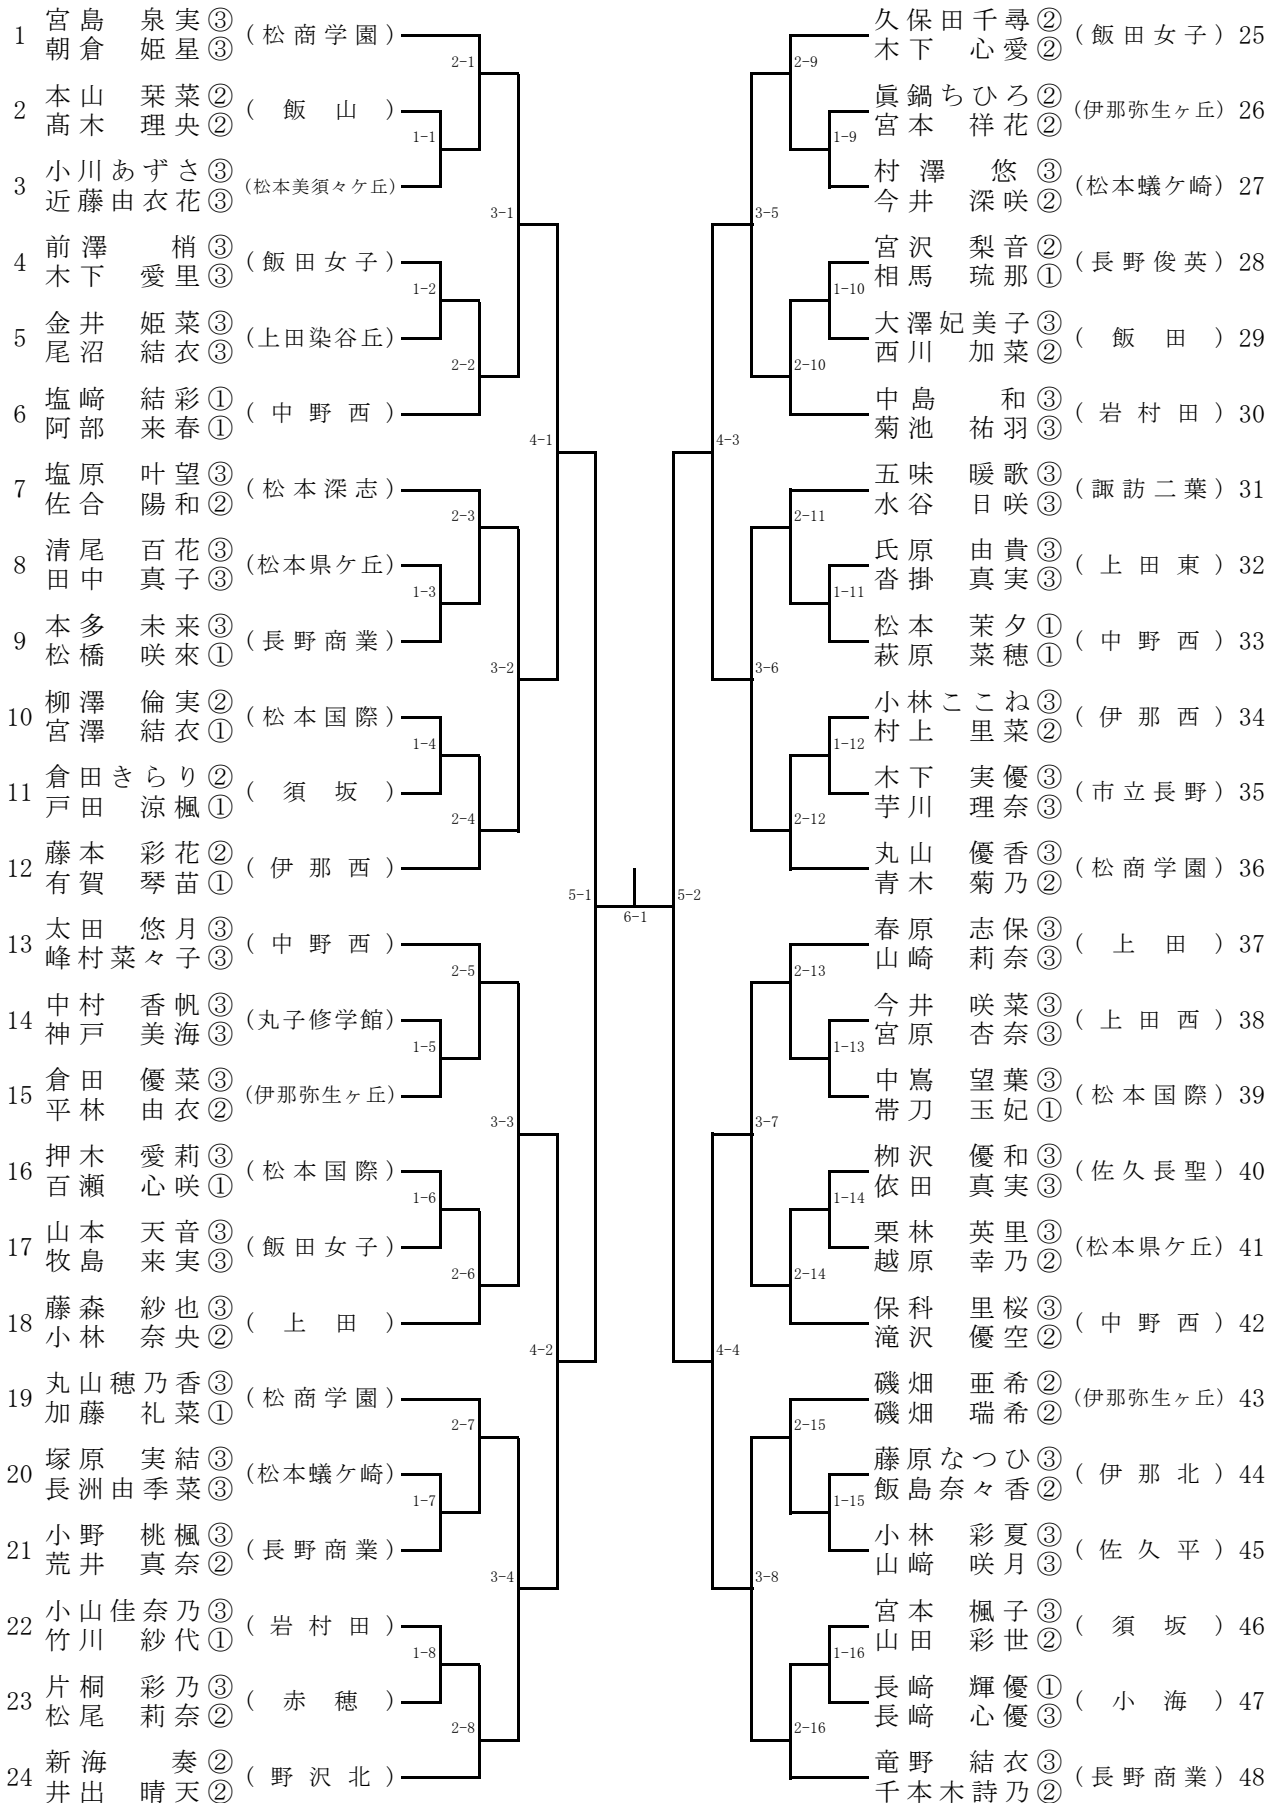 1 宮島 泉実③ 朝倉 姫星③ (松商学園)
2 本山 栞菜② 髙木 理央② (飯山)
3 小川あずさ③ 近藤由衣花③ (松本美須々ケ丘)
4 前澤 梢③ 木下 愛里③ (飯田女子)
5 金井 姫菜③ 尾沼 結衣③ (上田染谷丘)
6 塩﨑 結彩① 阿部 来春① (中野西)
7 塩原 叶望③ 佐合 陽和② (松本深志)
8 清尾 百花③ 田中 真子③ (松本県ケ丘)
9 本多 未来③ 松橋 咲來① (長野商業)
10 柳澤 倫実② 宮澤 結衣① (松本国際)
11 倉田きらり② 戸田 涼楓① (須坂)
12 藤本 彩花② 有賀 琴苗① (伊那西)
13 太田 悠月③ 峰村菜々子③ (中野西)
14 中村 香帆③ 神戸 美海③ (丸子修学館)
15 倉田 優菜③ 平林 由衣② (伊那弥生ヶ丘)
16 押木 愛莉③ 百瀬 心咲① (松本国際)
17 山本 天音③ 牧島 来実③ (飯田女子)
18 藤森 紗也③ 小林 奈央② (上田)
19 丸山穂乃香③ 加藤 礼菜① (松商学園)
20 塚原 実結③ 長洲由季菜③ (松本蟻ケ崎)
21 小野 桃楓③ 荒井 真奈② (長野商業)
22 小山佳奈乃③ 竹川 紗代① (岩村田)
23 片桐 彩乃③ 松尾 莉奈② (赤穂)
24 新海 奏② 井出 晴天② (野沢北)
2-1
1-1
3-1
1-2
2-2
4-1
2-3
1-3
3-2
1-4
2-4
5-1
6-1
2-5
1-5
3-3
1-6
2-6
4-2
2-7
1-7
3-4
1-8
2-8
久保田千尋② 木下 心愛② (飯田女子) 25
眞鍋ちひろ② 宮本 祥花② (伊那弥生ヶ丘) 26
村澤 悠③ 今井 深咲② (松本蟻ケ崎) 27
宮沢 梨音② 相馬 琉那① (長野俊英) 28
大澤妃美子③ 西川 加菜② (飯田) 29
中島 和③ 菊池 祐羽③ (岩村田) 30
五味 暖歌③ 水谷 日咲③ (諏訪二葉) 31
氏原 由貴③ 沓掛 真実③ (上田東) 32
松本 茉夕① 萩原 菜穂① (中野西) 33
小林ここね③ 村上 里菜② (伊那西) 34
木下 実優③ 芋川 理奈③ (市立長野) 35
丸山 優香③ 青木 菊乃② (松商学園) 36
春原 志保③ 山崎 莉奈③ (上田) 37
今井 咲菜③ 宮原 杏奈③ (上田西) 38
中嶌 望葉③ 帯刀 玉妃① (松本国際) 39
栁沢 優和③ 依田 真実③ (佐久長聖) 40
栗林 英里③ 越原 幸乃② (松本県ケ丘) 41
保科 里桜③ 滝沢 優空② (中野西) 42
磯畑 亜希② 磯畑 瑞希② (伊那弥生ヶ丘) 43
藤原なつひ③ 飯島奈々香② (伊那北) 44
小林 彩夏③ 山﨑 咲月③ (佐久平) 45
宮本 楓子③ 山田 彩世② (須坂) 46
長﨑 輝優① 長﨑 心優③ (小海) 47
竜野 結衣③ 千本木詩乃② (長野商業) 48
2-9
1-9
3-5
1-10
2-10
4-3
2-11
1-11
3-6
1-12
2-12
5-2
2-13
1-13
3-7
1-14
2-14
4-4
2-15
1-15
3-8
1-16
2-16